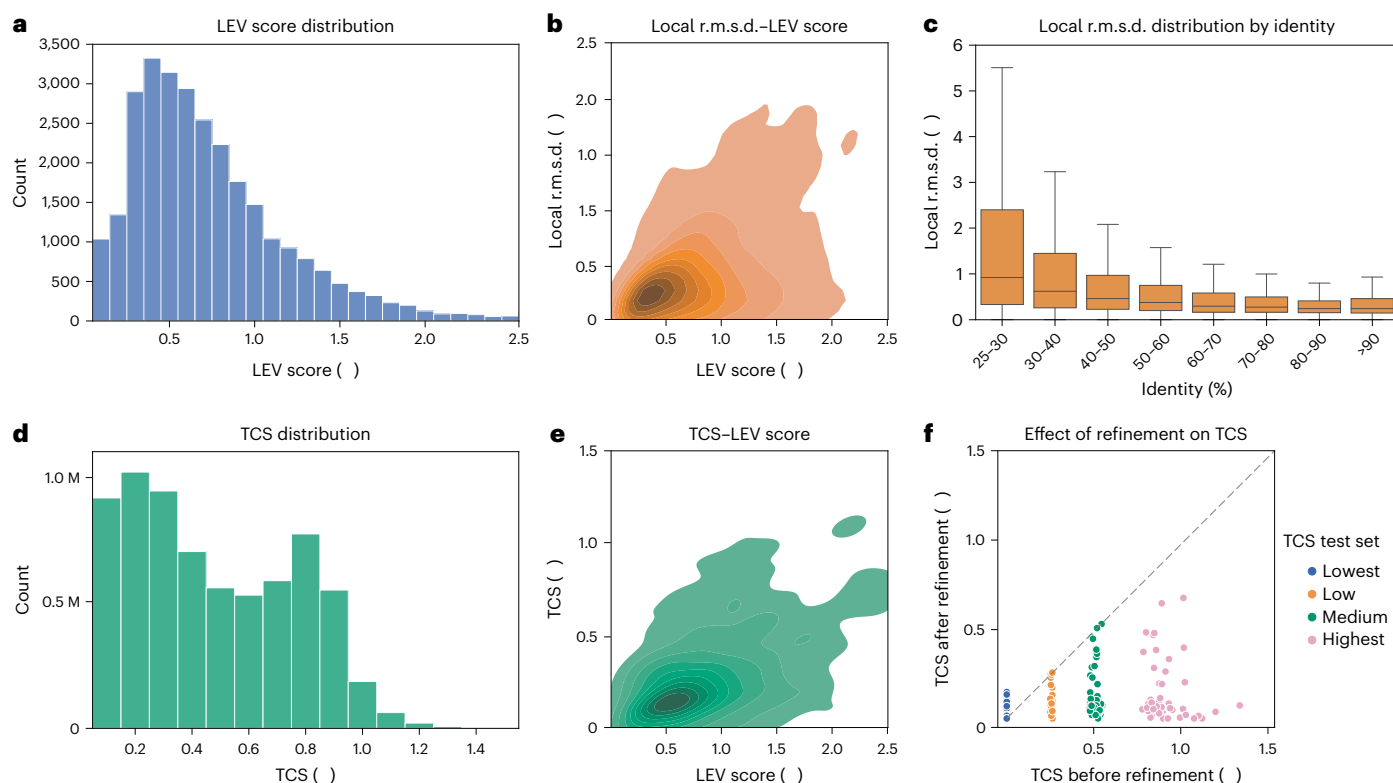 a
LEV score distribution
3,500
3,000
2,500
2,000
1,500
1,000
500
0
Count
0.5
1.0
1.5
2.0
2.5
LEV score ( )
b
Local r.m.s.d.–LEV score
2.5
2.0
1.0
1.5
0.5
0
Local r.m.s.d. ( )
0.5
1.0
1.5
2.0
2.5
LEV score ( )
c
Local r.m.s.d. distribution by identity
6
5
4
3
2
1
0
Local r.m.s.d. ( )
25–30
30–40
40–50
50–60
60–70
70–80
80–90
>90
Identity (%)
d
TCS distribution
1.0 M
0.5 M
0
Count
0.2
0.4
0.6
0.8
1.0
1.2
1.4
TCS ( )
e
TCS–LEV score
1.5
1.0
0.5
0
TCS ( )
0.5
1.0
1.5
2.0
2.5
LEV score ( )
f
Effect of refinement on TCS
1.5
1.0
0.5
0
TCS after refinement ( )
0.5
1.0
1.5
TCS before refinement ( )
TCS test set
Lowest
Low
Medium
Highest